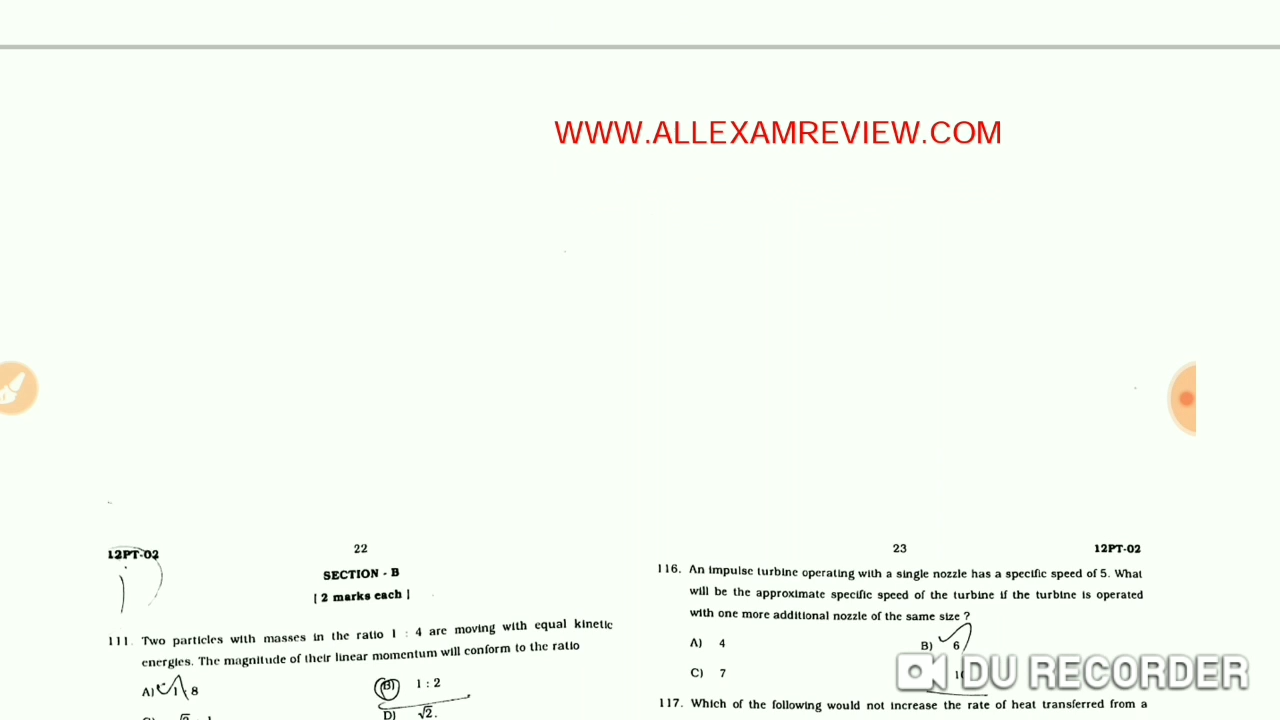 WWW.ALLEXAMREVIEW.COM
12PT-02
22
SECTION - B
[ 2 marks each ]
111. Two particles with masses in the ratio 1 : 4 are moving with equal kinetic
energies. The magnitude of their linear momentum will conform to the ratio
A) 1 8
B) 1 : 2
D) √2.
23
12PT-02
116. An impulse turbine operating with a single nozzle has a specific speed of 5. What
will be the approximate specific speed of the turbine if the turbine is operated
with one more additional nozzle of the same size ?
A) 4
B) 6
C) 7
117. Which of the following would not increase the rate of heat transferred from a
DU RECORDER